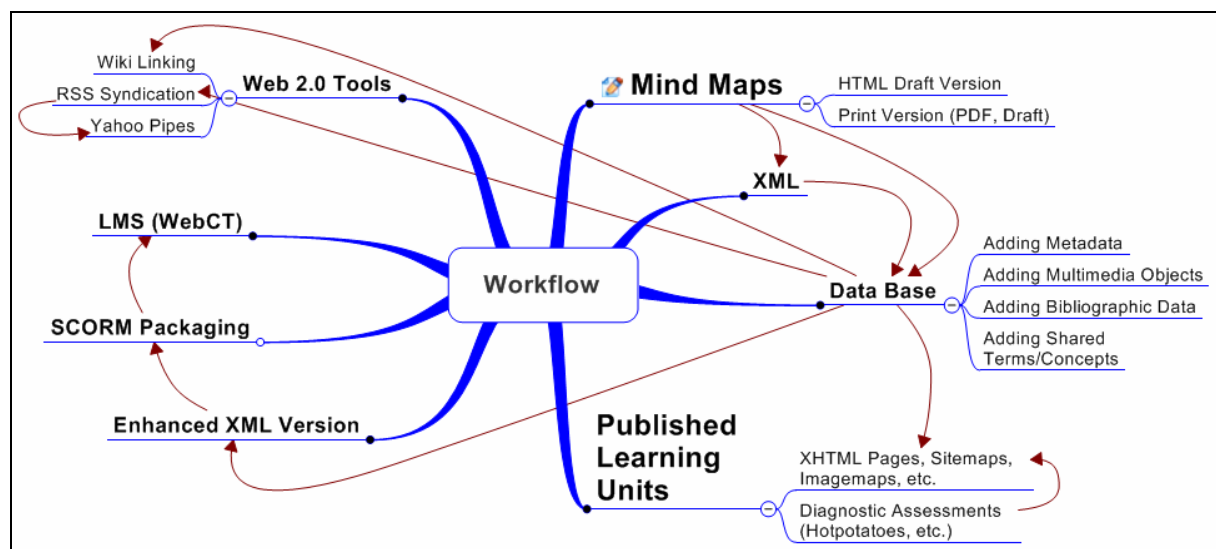 Wiki Linking
RSS Syndication
Yahoo Pipes
Web 2.0 Tools
LMS (WebCT)
SCORM Packaging
Enhanced XML Version
Workflow
Mind Maps
HTML Draft Version
Print Version (PDF, Draft)
XML
Data Base
Adding Metadata
Adding Multimedia Objects
Adding Bibliographic Data
Adding Shared
Terms/Concepts
Published
Learning
Units
XHTML Pages, Sitemaps,
Imagemaps, etc.
Diagnostic Assessments
(Hotpotatoes, etc.)